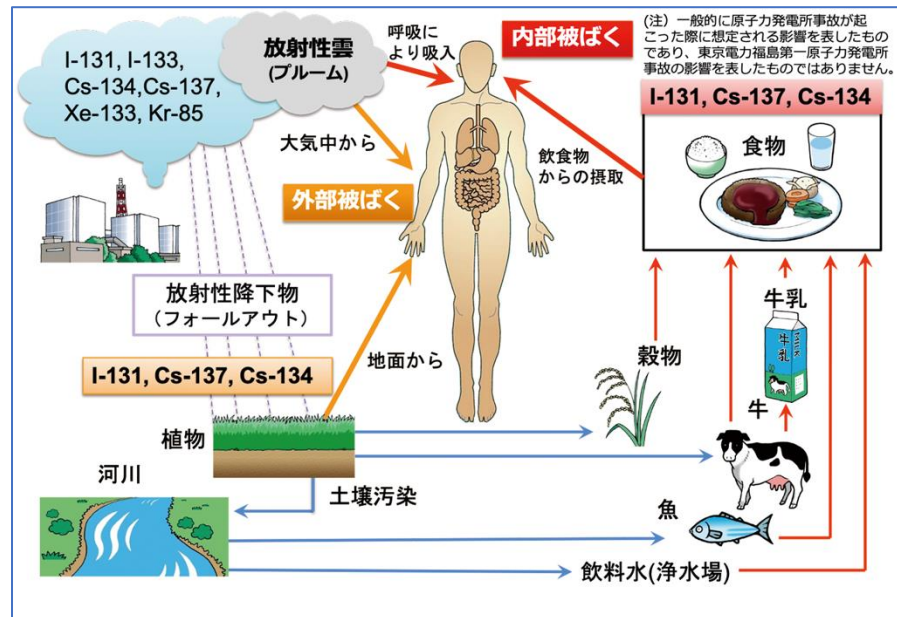 I-131, I-133,
Cs-134,Cs-137,
Xe-133, Kr-85
放射性雲
(プルーム)
呼吸に
より吸入
内部被ばく
(注)一般的に原子力発電所事故が起
こった際に想定される影響を表したもの
であり、東京電力福島第一原子力発電所
事故の影響を表したものではありません。
I-131, Cs-137, Cs-134
食物
大気中から
飲食物
からの摂取
外部被ばく
放射性降下物
(フォールアウト)
I-131, Cs-137, Cs-134
地面から
牛乳
牛乳
穀物
牛
植物
河川
土壌汚染
魚
飲料水(浄水場)